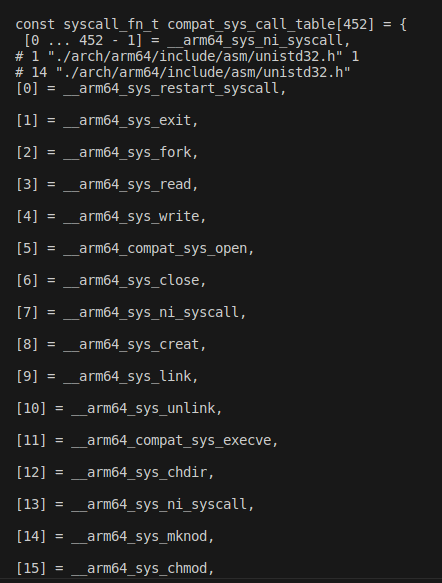 const syscall_fn_t compat_sys_call_table[452] = {
 [0 ... 452 - 1] = __arm64_sys_ni_syscall,
# 1 "./arch/arm64/include/asm/unistd32.h" 1
# 14 "./arch/arm64/include/asm/unistd32.h"
[0] = __arm64_sys_restart_syscall,
[1] = __arm64_sys_exit,
[2] = __arm64_sys_fork,
[3] = __arm64_sys_read,
[4] = __arm64_sys_write,
[5] = __arm64_compat_sys_open,
[6] = __arm64_sys_close,
[7] = __arm64_sys_ni_syscall,
[8] = __arm64_sys_creat,
[9] = __arm64_sys_link,
[10] = __arm64_sys_unlink,
[11] = __arm64_compat_sys_execve,
[12] = __arm64_sys_chdir,
[13] = __arm64_sys_ni_syscall,
[14] = __arm64_sys_mknod,
[15] = __arm64_sys_chmod,